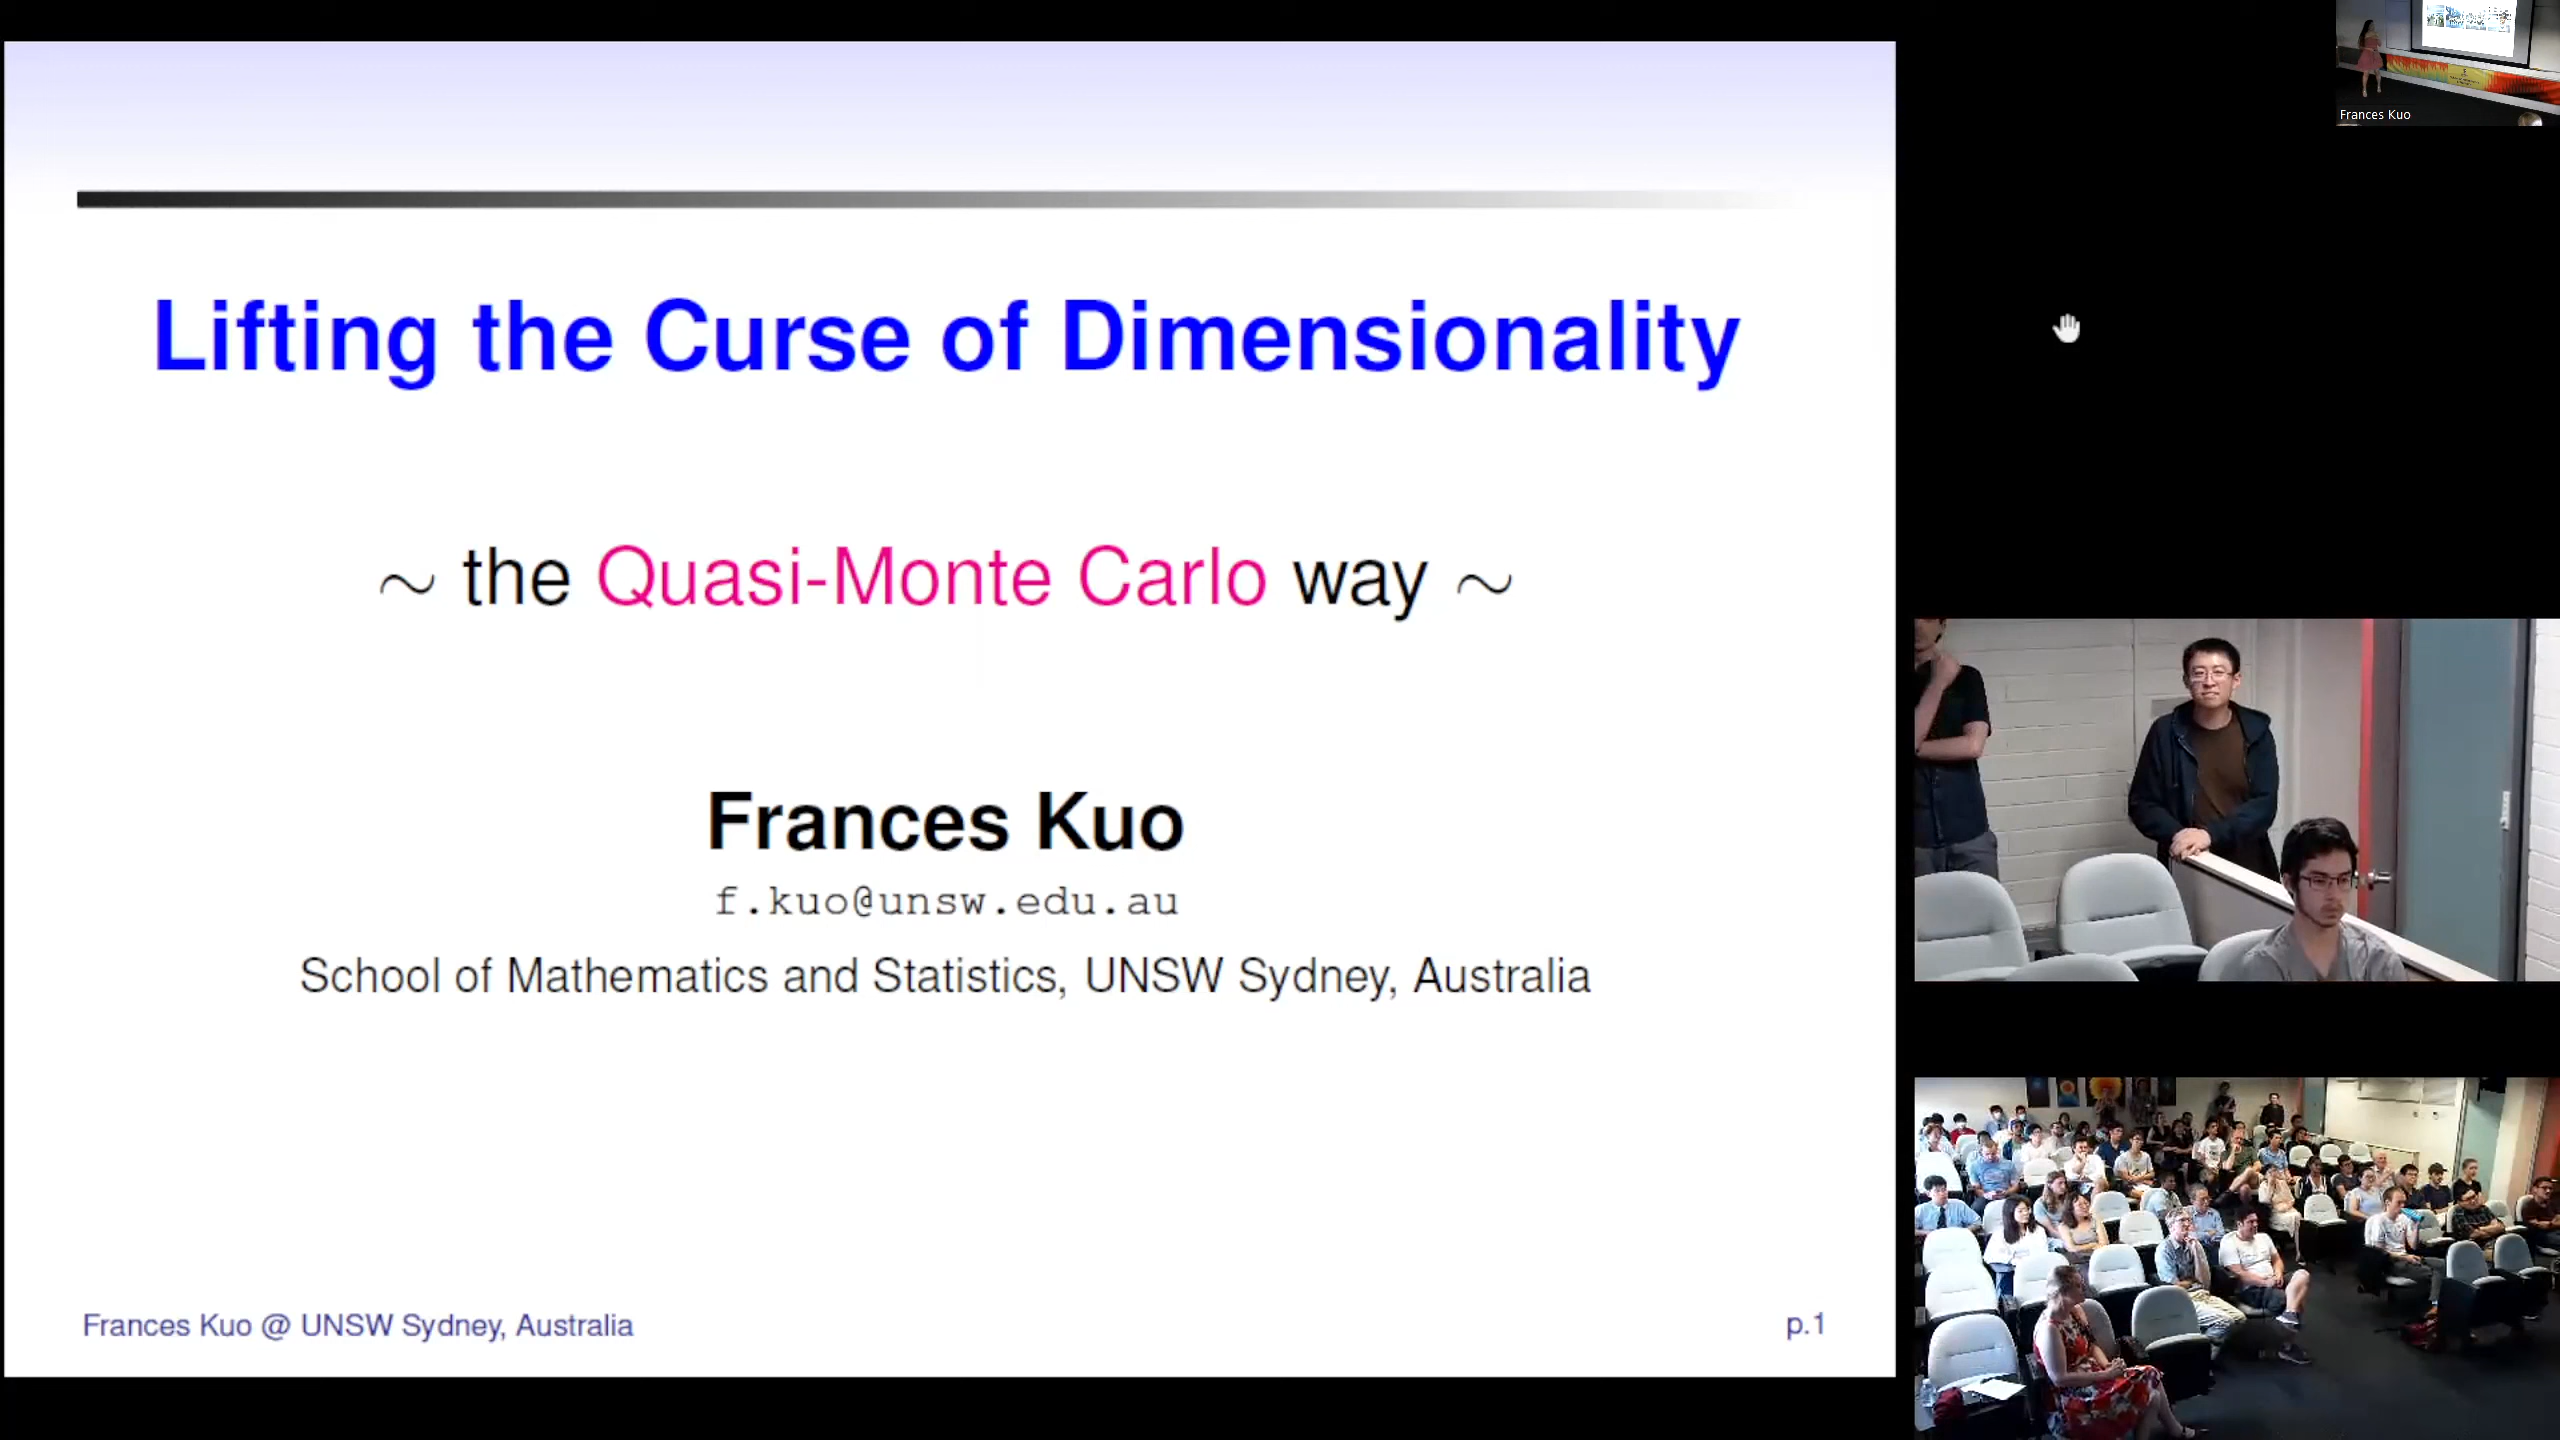 Lifting the Curse of Dimensionality
~ the Quasi-Monte Carlo way ~
Frances Kuo
f.kuo@unsw.edu.au
School of Mathematics and Statistics, UNSW Sydney, Australia
Frances Kuo @ UNSW Sydney, Australia
p.1
Frances Kuo